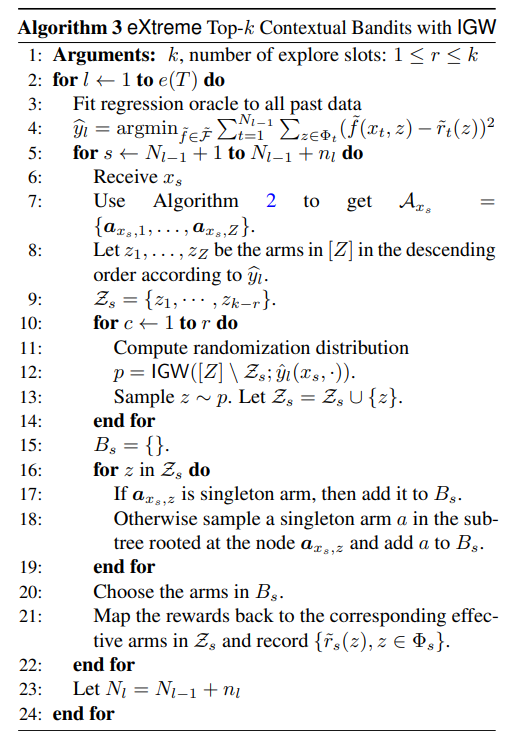 Algorithm 3 eXtreme Top-k Contextual Bandits with IGW
1: Arguments: k, number of explore slots: 1 ≤ r ≤ k
2: for l ← 1 to e(T) do
3: Fit regression oracle to all past data
4: ŷ_l = argmin_{f̃∈F̃} ∑_{t=1}^{N_{l−1}} ∑_{z∈Φ_t} (f̃(x_t, z) − r̃_t(z))²
5: for s ← N_{l−1} + 1 to N_{l−1} + n_l do
6: Receive x_s
7: Use Algorithm 2 to get 𝒜_{x_s} =
{a_{x_s,1}, . . . , a_{x_s,Z}}.
8: Let z_1, . . . , z_Z be the arms in [Z] in the descending
order according to ŷ_l.
9: 𝒵_s = {z_1, · · · , z_{k−r}}.
10: for c ← 1 to r do
11: Compute randomization distribution
12: p = IGW([Z] \ 𝒵_s; ŷ_l(x_s, ·)).
13: Sample z ∼ p. Let 𝒵_s = 𝒵_s ∪ {z}.
14: end for
15: B_s = {}.
16: for z in 𝒵_s do
17: If a_{x_s,z} is singleton arm, then add it to B_s.
18: Otherwise sample a singleton arm a in the sub-
tree rooted at the node a_{x_s,z} and add a to B_s.
19: end for
20: Choose the arms in B_s.
21: Map the rewards back to the corresponding effec-
tive arms in 𝒵_s and record {r̃_s(z), z ∈ Φ_s}.
22: end for
23: Let N_l = N_{l−1} + n_l
24: end for